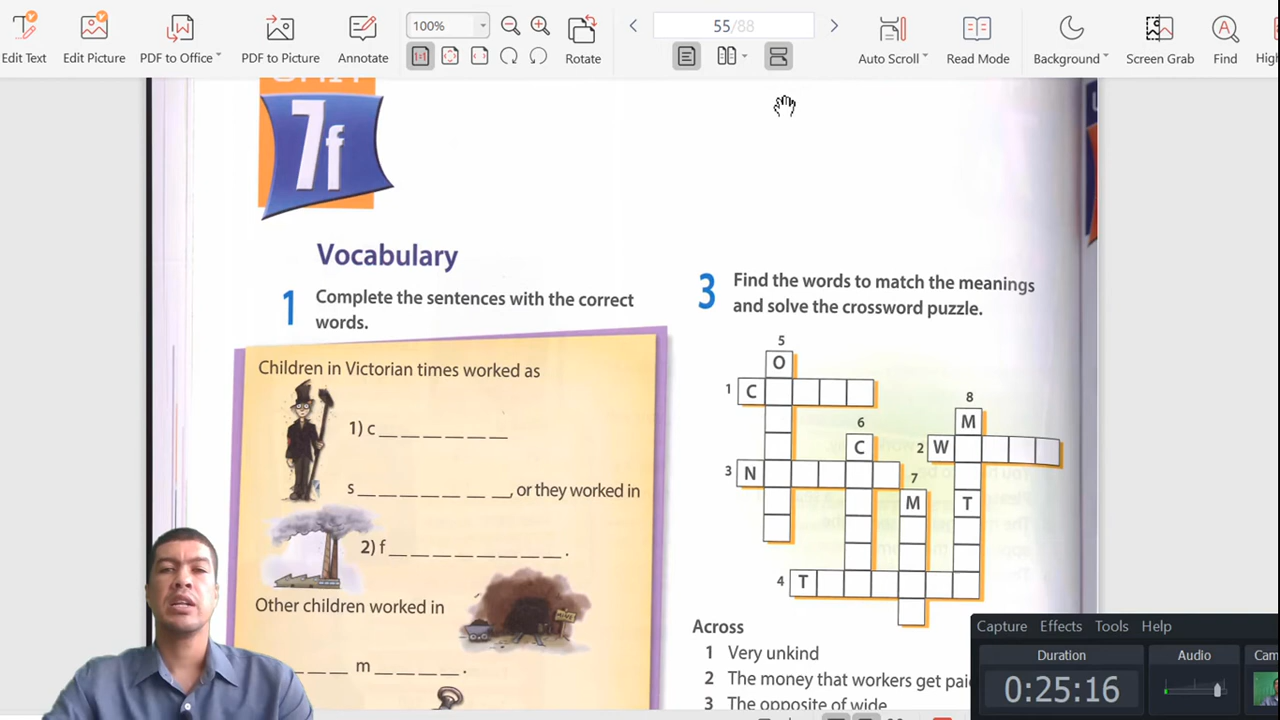 Edit Text
Edit Picture
PDF to Office
PDF to Picture
Annotate
100%
Rotate
55/88
Auto Scroll
Read Mode
Background
Screen Grab
Find
UNIT
7f
Vocabulary
1 Complete the sentences with the correct
words.
Children in Victorian times worked as
1) c _ _ _ _ _ _
s _ _ _ _ _ _ _, or they worked in
2) f _ _ _ _ _ _ _ _ .
Other children worked in
MINES
_ _ _ m _ _ _ _ .
3 Find the words to match the meanings
and solve the crossword puzzle.
5
O
1 C
8
M
6
C
2 W
3 N
7
M
T
4 T
Across
1 Very unkind
2 The money that workers get paid
3 The opposite of wide
Capture Effects Tools Help
Duration
Audio
Cam
0:25:16